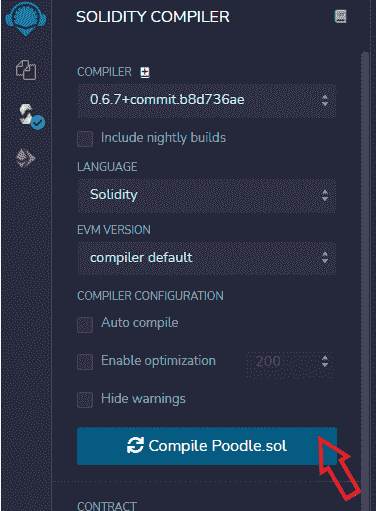 SOLIDITY COMPILER
COMPILER
0.6.7+commit.b8d736ae
Include nightly builds
LANGUAGE
Solidity
EVM VERSION
compiler default
COMPILER CONFIGURATION
Auto compile
Enable optimization 200
Hide warnings
Compile Poodle.sol
CONTRACT